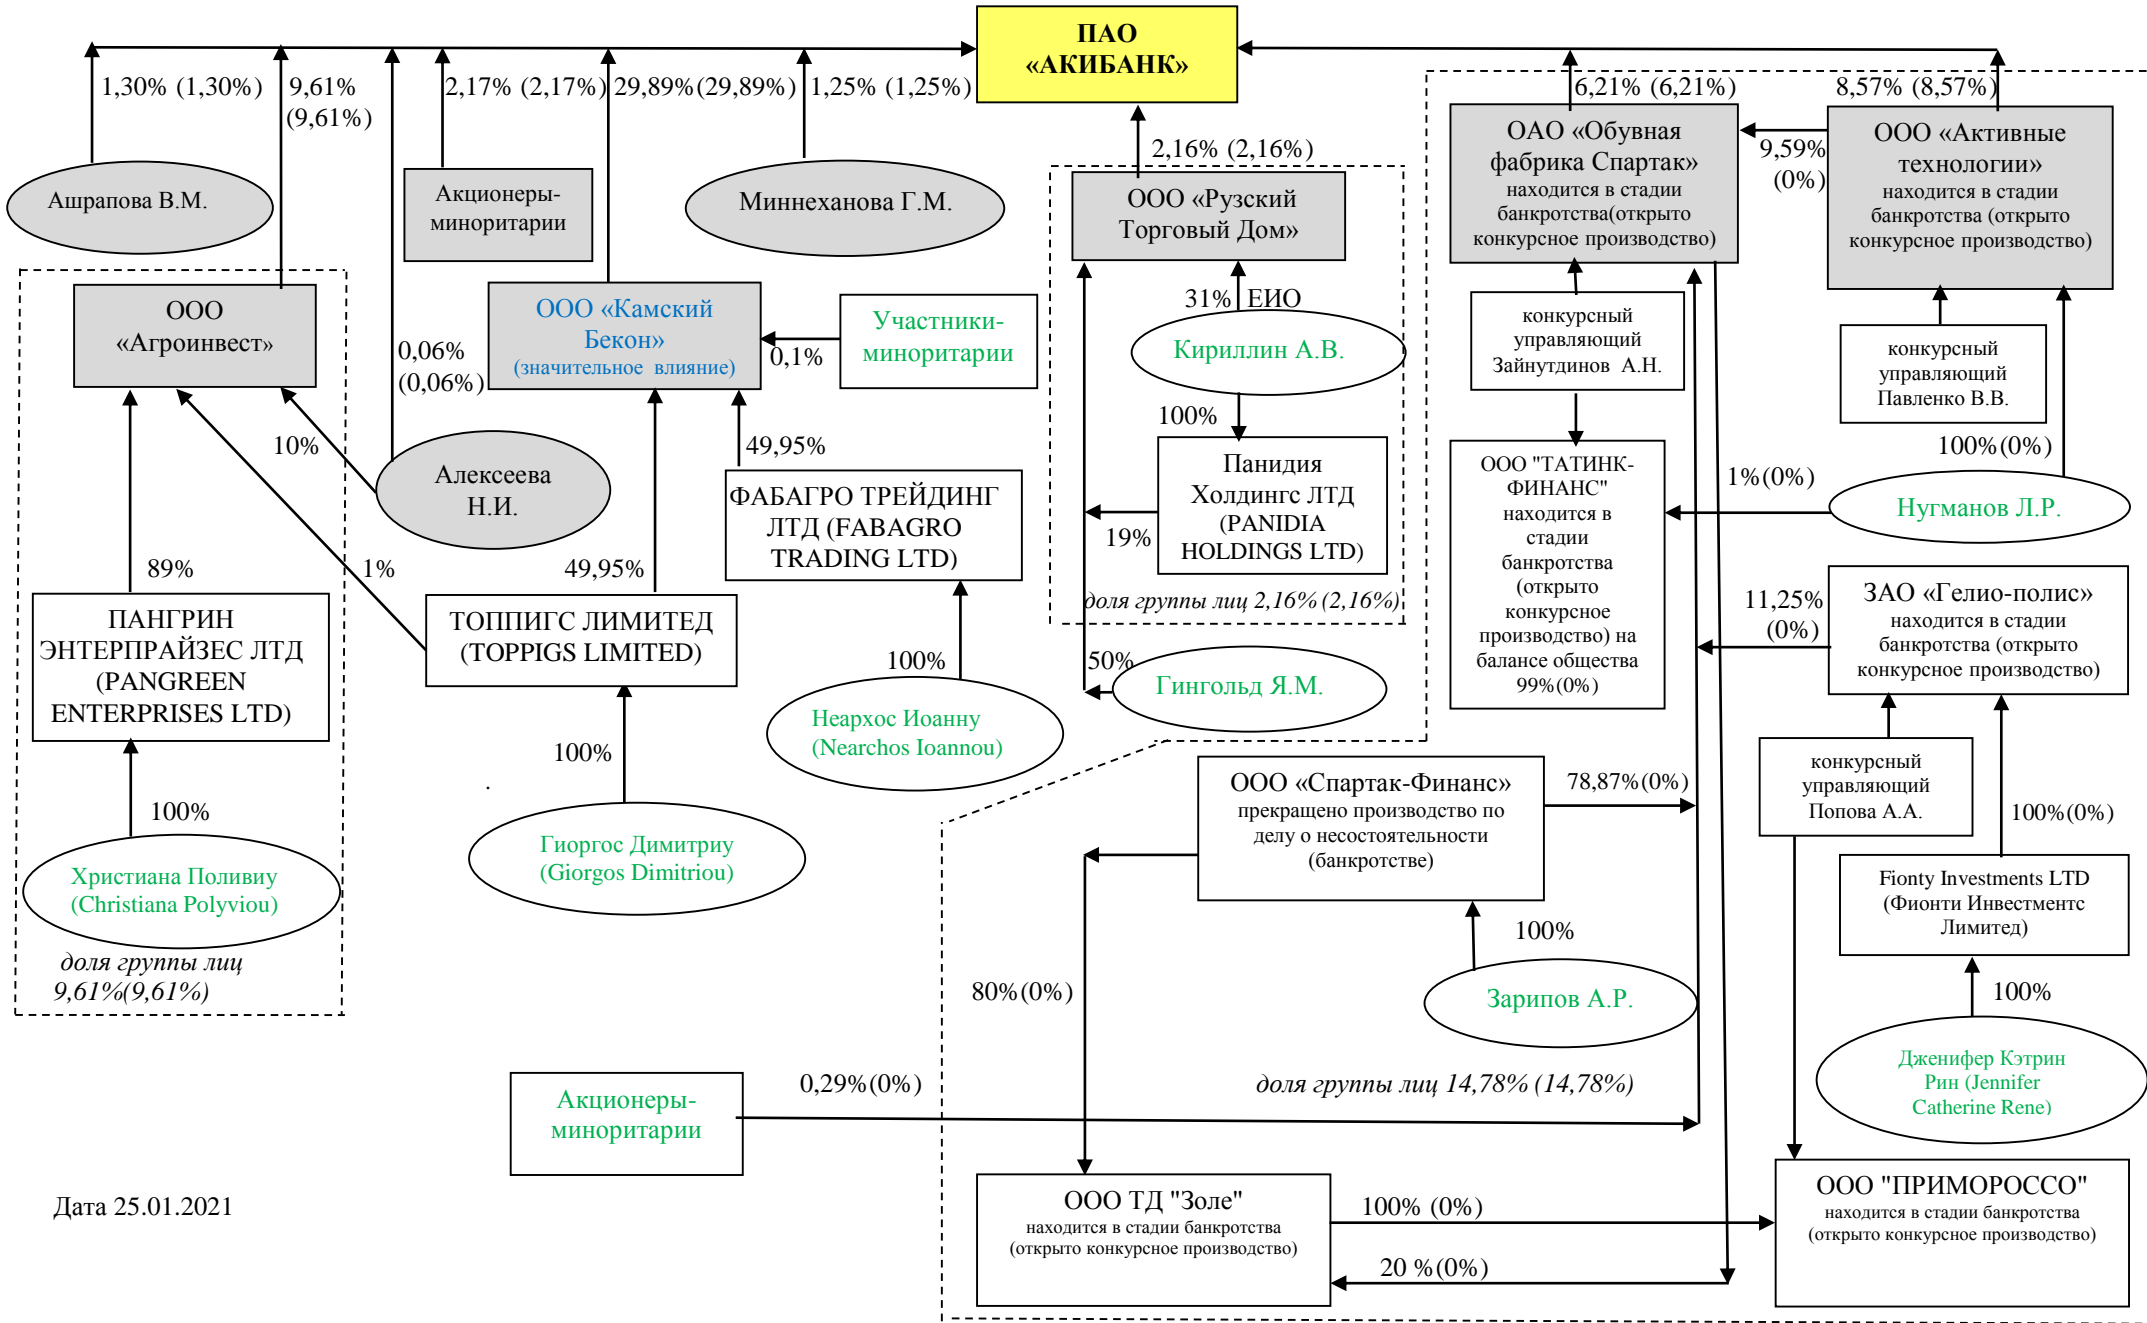 ПАО
«АКИБАНК»
1,30% (1,30%)
9,61%
(9,61%)
2,17% (2,17%)
29,89%(29,89%)
1,25% (1,25%)
6,21% (6,21%)
8,57% (8,57%)
2,16% (2,16%)
Ашрапова В.М.
Акционеры-
миноритарии
Миннеханова Г.М.
ООО «Рузский
Торговый Дом»
ОАО «Обувная
фабрика Спартак»
находится в стадии
банкротства(открыто
конкурсное производство)
9,59%
(0%)
ООО «Активные
технологии»
находится в стадии
банкротства (открыто
конкурсное производство)
ООО
«Агроинвест»
0,06%
(0,06%)
ООО «Камский
Бекон»
(значительное влияние)
0,1%
Участники-
миноритарии
31%
ЕИО
Кириллин А.В.
конкурсный
управляющий
Зайнутдинов А.Н.
конкурсный
управляющий
Павленко В.В.
10%
Алексеева
Н.И.
49,95%
ФАБАГРО ТРЕЙДИНГ
ЛТД (FABAGRO
TRADING LTD)
100%
Панидия
Холдингс ЛТД
(PANIDIA
HOLDINGS LTD)
19%
доля группы лиц 2,16% (2,16%)
ООО "ТАТИНК-
ФИНАНС"
находится в
стадии
банкротства
(открыто
конкурсное
производство) на
балансе общества
99%(0%)
1%(0%)
100%(0%)
Нугманов Л.Р.
89%
1%
49,95%
ПАНГРИН
ЭНТЕРПРАЙЗЕС ЛТД
(PANGREEN
ENTERPRISES LTD)
ТОППИГС ЛИМИТЕД
(TOPPIGS LIMITED)
100%
50%
Гингольд Я.М.
11,25%
(0%)
ЗАО «Гелио-полис»
находится в стадии
банкротства (открыто
конкурсное производство)
Неархос Иоанну
(Nearchos Ioannou)
100%
100%
ООО «Спартак-Финанс»
прекращено производство по
делу о несостоятельности
(банкротстве)
78,87%(0%)
конкурсный
управляющий
Попова А.А.
100%(0%)
Христиана Поливиу
(Christiana Polyviou)
Гиоргос Димитриу
(Giorgos Dimitriou)
Fionty Investments LTD
(Фионти Инвестментс
Лимитед)
доля группы лиц
9,61%(9,61%)
80%(0%)
100%
Зарипов А.Р.
100%
Дженифер Кэтрин
Рин (Jennifer
Catherine Rene)
Акционеры-
миноритарии
0,29%(0%)
доля группы лиц 14,78% (14,78%)
Дата 25.01.2021
ООО ТД "Золе"
находится в стадии банкротства
(открыто конкурсное производство)
100% (0%)
20 %(0%)
ООО "ПРИМОРОССО"
находится в стадии банкротства
(открыто конкурсное производство)